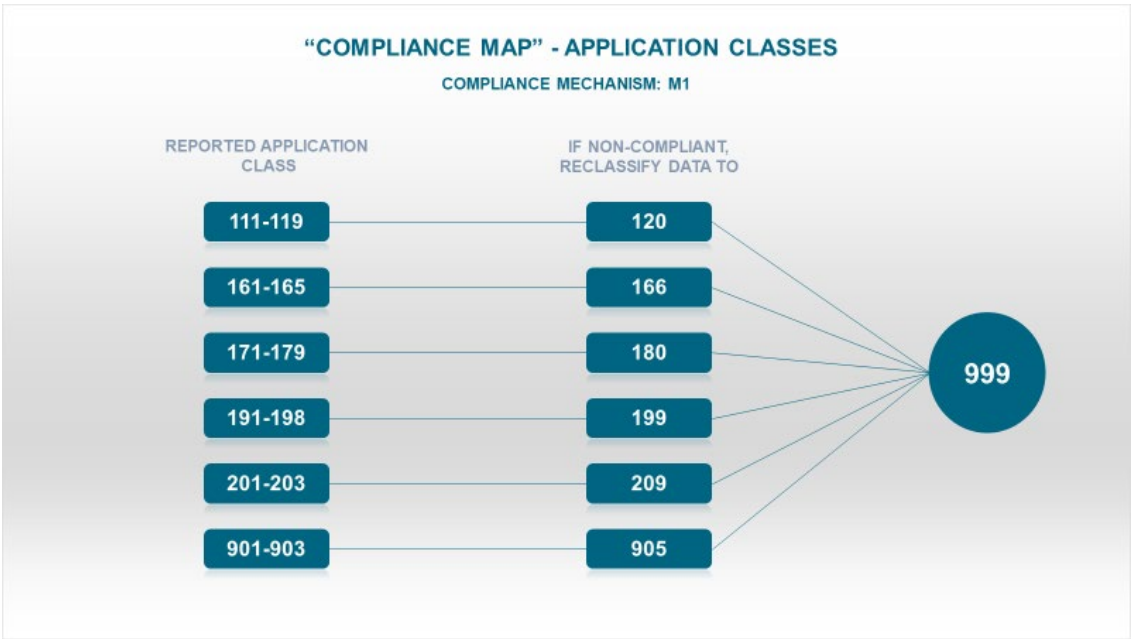 “COMPLIANCE MAP” - APPLICATION CLASSES
COMPLIANCE MECHANISM: M1
REPORTED APPLICATION
CLASS
IF NON-COMPLIANT,
RECLASSIFY DATA TO
111-119
120
161-165
166
171-179
180
999
191-198
199
201-203
209
901-903
905